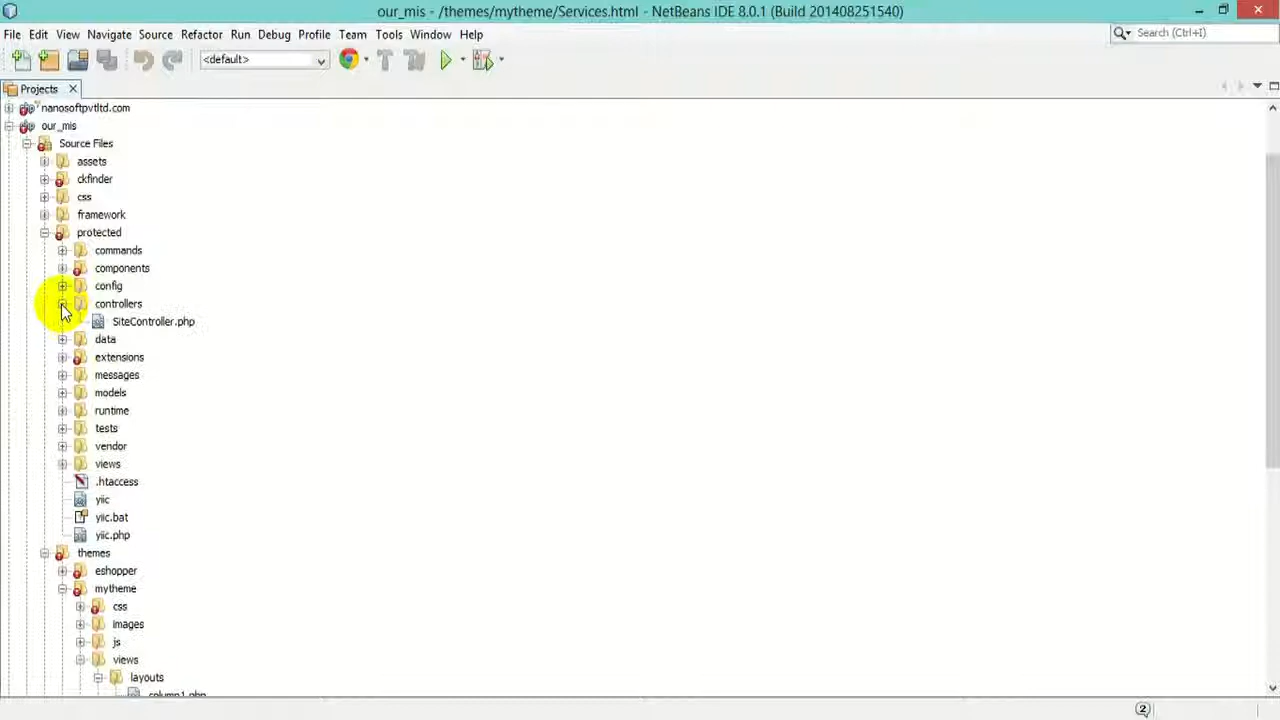 our_mis - /themes/mytheme/Services.html - NetBeans IDE 8.0.1 (Build 201408251540)
File Edit View Navigate Source Refactor Run Debug Profile Team Tools Window Help
Search (Ctrl+I)
<default>
Projects
nanosoftpvtltd.com
our_mis
Source Files
assets
ckfinder
css
framework
protected
commands
components
config
controllers
SiteController.php
data
extensions
messages
models
runtime
tests
vendor
views
.htaccess
yiic
yiic.bat
yiic.php
themes
eshopper
mytheme
css
images
js
views
layouts
column1.php
2